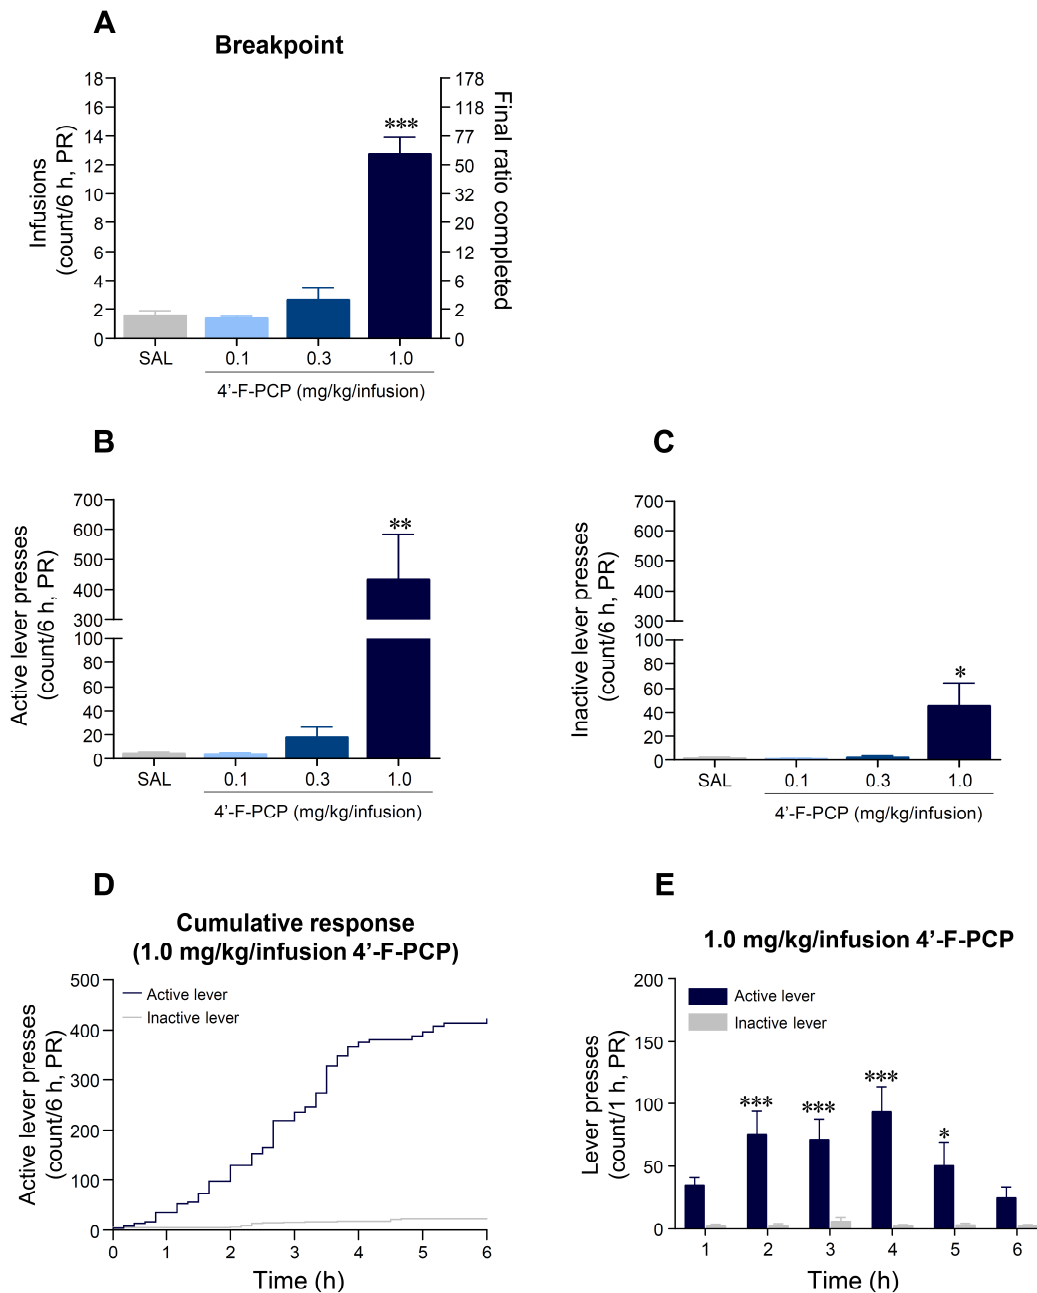 A
Breakpoint
Infusions
(count/6 h, PR)
18
16
14
12
10
8
6
4
2
0
***
178
118
77
50
32
20
12
6
2
0
Final ratio completed
SAL 0.1 0.3 1.0
4’-F-PCP (mg/kg/infusion)
B
Active lever presses
(count/6 h, PR)
700
600
500
400
300
100
80
60
40
20
0
**
SAL 0.1 0.3 1.0
4’-F-PCP (mg/kg/infusion)
C
Inactive lever presses
(count/6 h, PR)
700
600
500
400
300
100
80
60
40
20
0
*
SAL 0.1 0.3 1.0
4’-F-PCP (mg/kg/infusion)
D
Cumulative response
(1.0 mg/kg/infusion 4’-F-PCP)
Active lever presses
(count/6 h, PR)
500
400
300
200
100
0
Active lever
Inactive lever
0 1 2 3 4 5 6
Time (h)
E
1.0 mg/kg/infusion 4’-F-PCP
Lever presses
(count/1 h, PR)
200
150
100
50
0
Active lever
Inactive lever
*** *** *** *
1 2 3 4 5 6
Time (h)